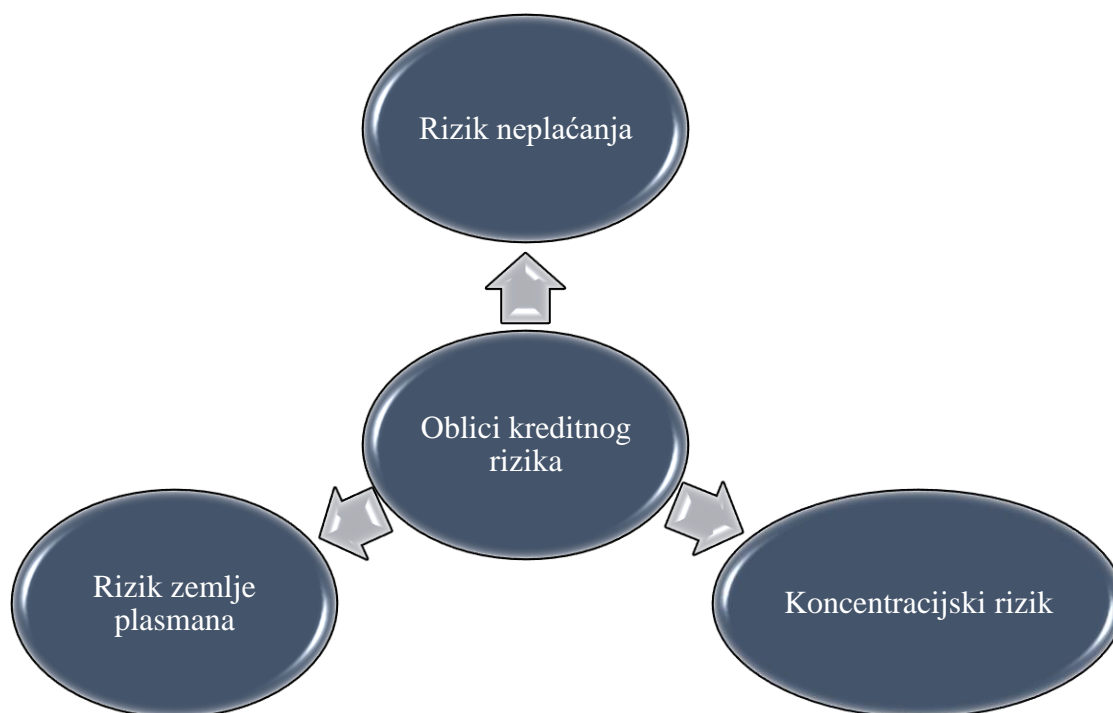 Rizik neplaćanja
Oblici kreditnog
rizika
Rizik zemlje
plasmana
Koncentracijski rizik